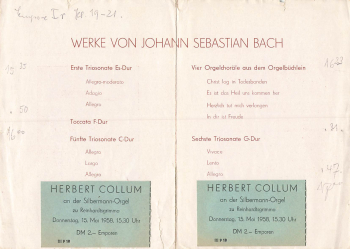 19-21.
WERKE VON JOHANN SEBASTIAN BACH
Erste Triosonate Es-Dur
Allegro moderato
Adagio
Allegro
Toccata F-Dur
Fünfte Triosonate C-Dur
Allegro
Largo
Allegro
Vier Orgelchoräle aus dem Orgelbüchlein
Christ lag in Todesbanden
Es ist das Heil uns kommen her
Herzlich tut mich verlangen
In dir ist Freude
Sechste Triosonate G-Dur
Vivace
Lento
Allegro
HERBERT COLLUM
an der Silbermann-Orgel
zu Reinhardtsgrimma
Donnerstag, 15. Mai 1958, 15.30 Uhr
DM 2,– Emporen
HERBERT COLLUM
an der Silbermann-Orgel
zu Reinhardtsgrimma
Donnerstag, 15. Mai 1958, 15.30 Uhr
DM 2,– Emporen